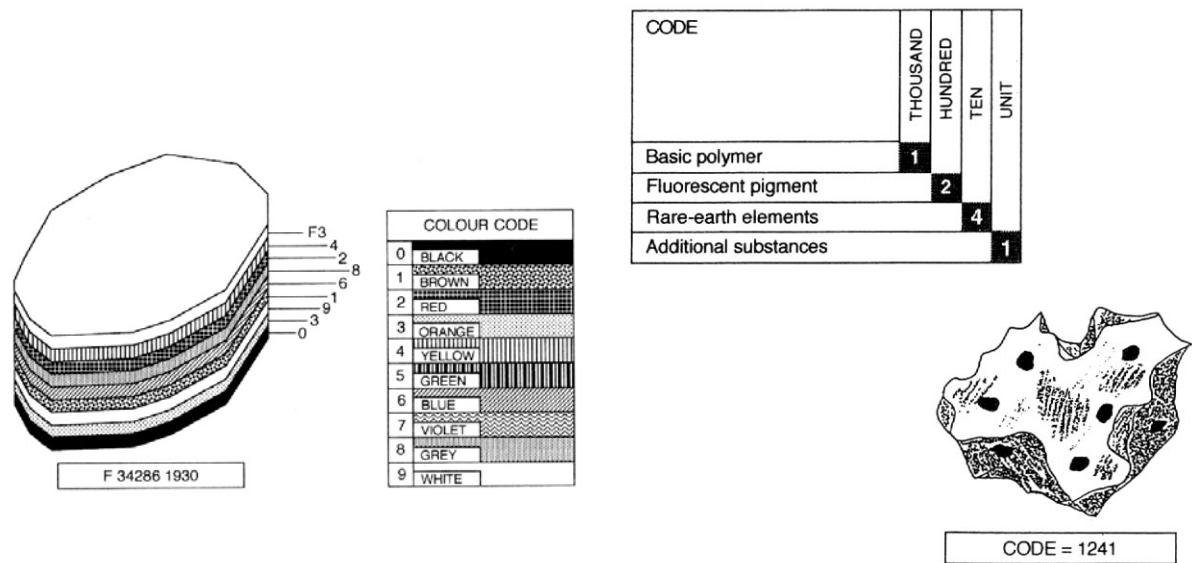 F3
4
2
8
6
1
9
3
0
F 34286 1930
COLOUR CODE
0 BLACK
1 BROWN
2 RED
3 ORANGE
4 YELLOW
5 GREEN
6 BLUE
7 VIOLET
8 GREY
9 WHITE
CODE
THOUSAND
HUNDRED
TEN
UNIT
Basic polymer 1
Fluorescent pigment 2
Rare-earth elements 4
Additional substances 1
CODE = 1241